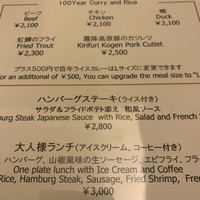 100Year Curry and Rice
ビーフ チキン 鴨
Beef Chicken Duck
¥2,100 ¥2,100 ¥2,100
虹鱒のフライ 霧降高原豚のカツレツ
Fried Trout Kirifuri Kogen Pork Cutlet
¥2,300 ¥2,500
プラス500円で百年ライスカレーはLサイズに変更できます
for an additional of ¥500, You can upgrade the meal size to "L
ハンバーグステーキ(ライス付き)
サラダ&フライドポテト添え 和風ソース
burg Steak Japanese Sauce with Rice, Salad and French
¥2,800
大人様ランチ(アイスクリーム、コーヒー付き)
ハンバーグ、山椒風味の生ソーセージ、エビフライ、フラ
One plate lunch with Ice Cream and Coffee
Rice, Hamburg Steak, Sausage, Fried Shrimp, Fren
¥3,000